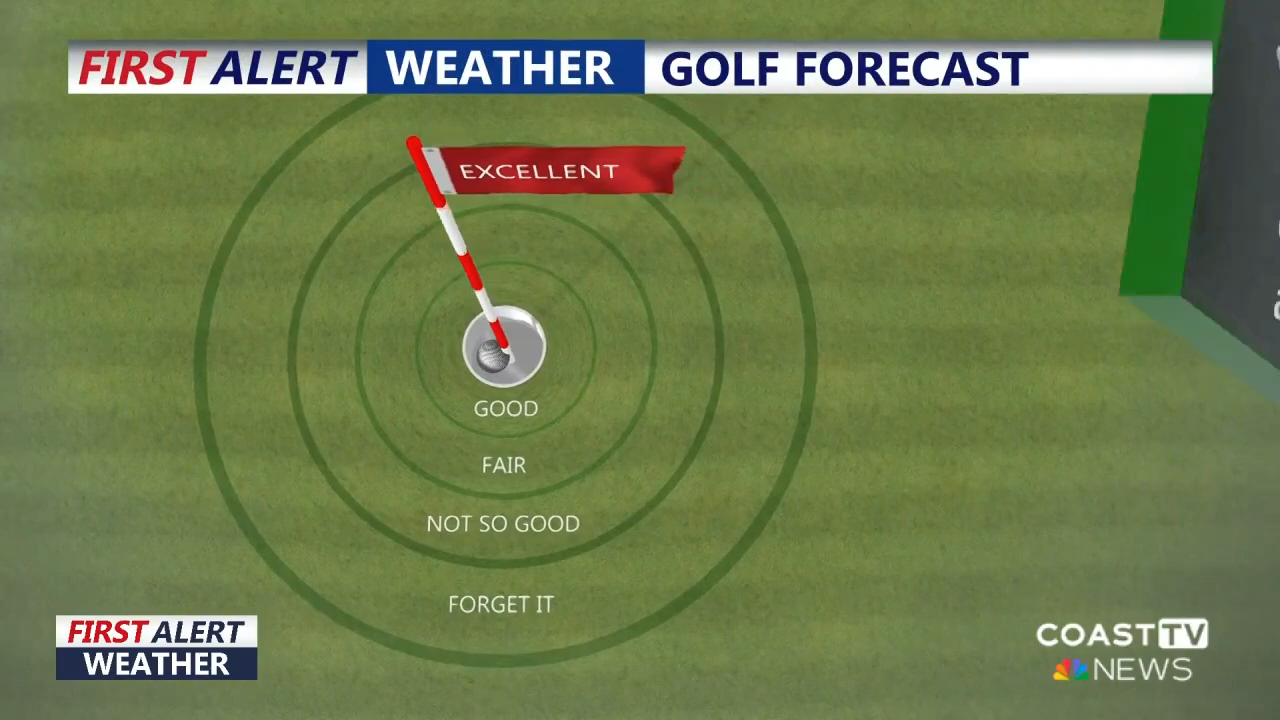 FIRST ALERT WEATHER GOLF FORECAST
EXCELLENT
GOOD
FAIR
NOT SO GOOD
FORGET IT
FIRST ALERT
WEATHER
COAST TV
NEWS